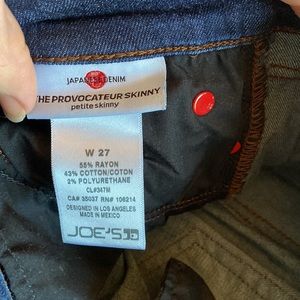 JAPANESE DENIM
THE PROVOCATEUR SKINNY
petite skinny
W 27
55% RAYON
43% COTTON/COTON
2% POLYURETHANE
CL#347M
CA# 35037 RN# 106214
DESIGNED IN LOS ANGELES
MADE IN MEXICO
JOE'S